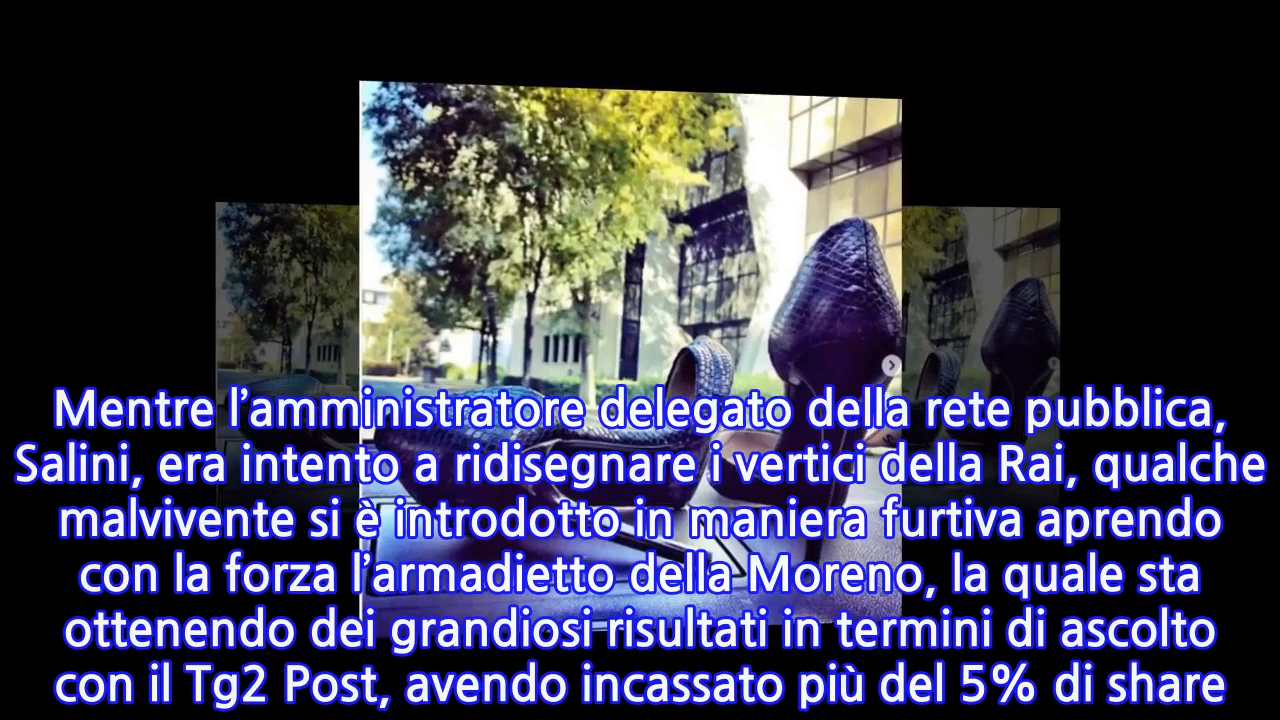 Mentre l’amministratore delegato della rete pubblica,
Salini, era intento a ridisegnare i vertici della Rai, qualche
malvivente si è introdotto in maniera furtiva aprendo
con la forza l’armadietto della Moreno, la quale sta
ottenendo dei grandiosi risultati in termini di ascolto
con il Tg2 Post, avendo incassato più del 5% di share